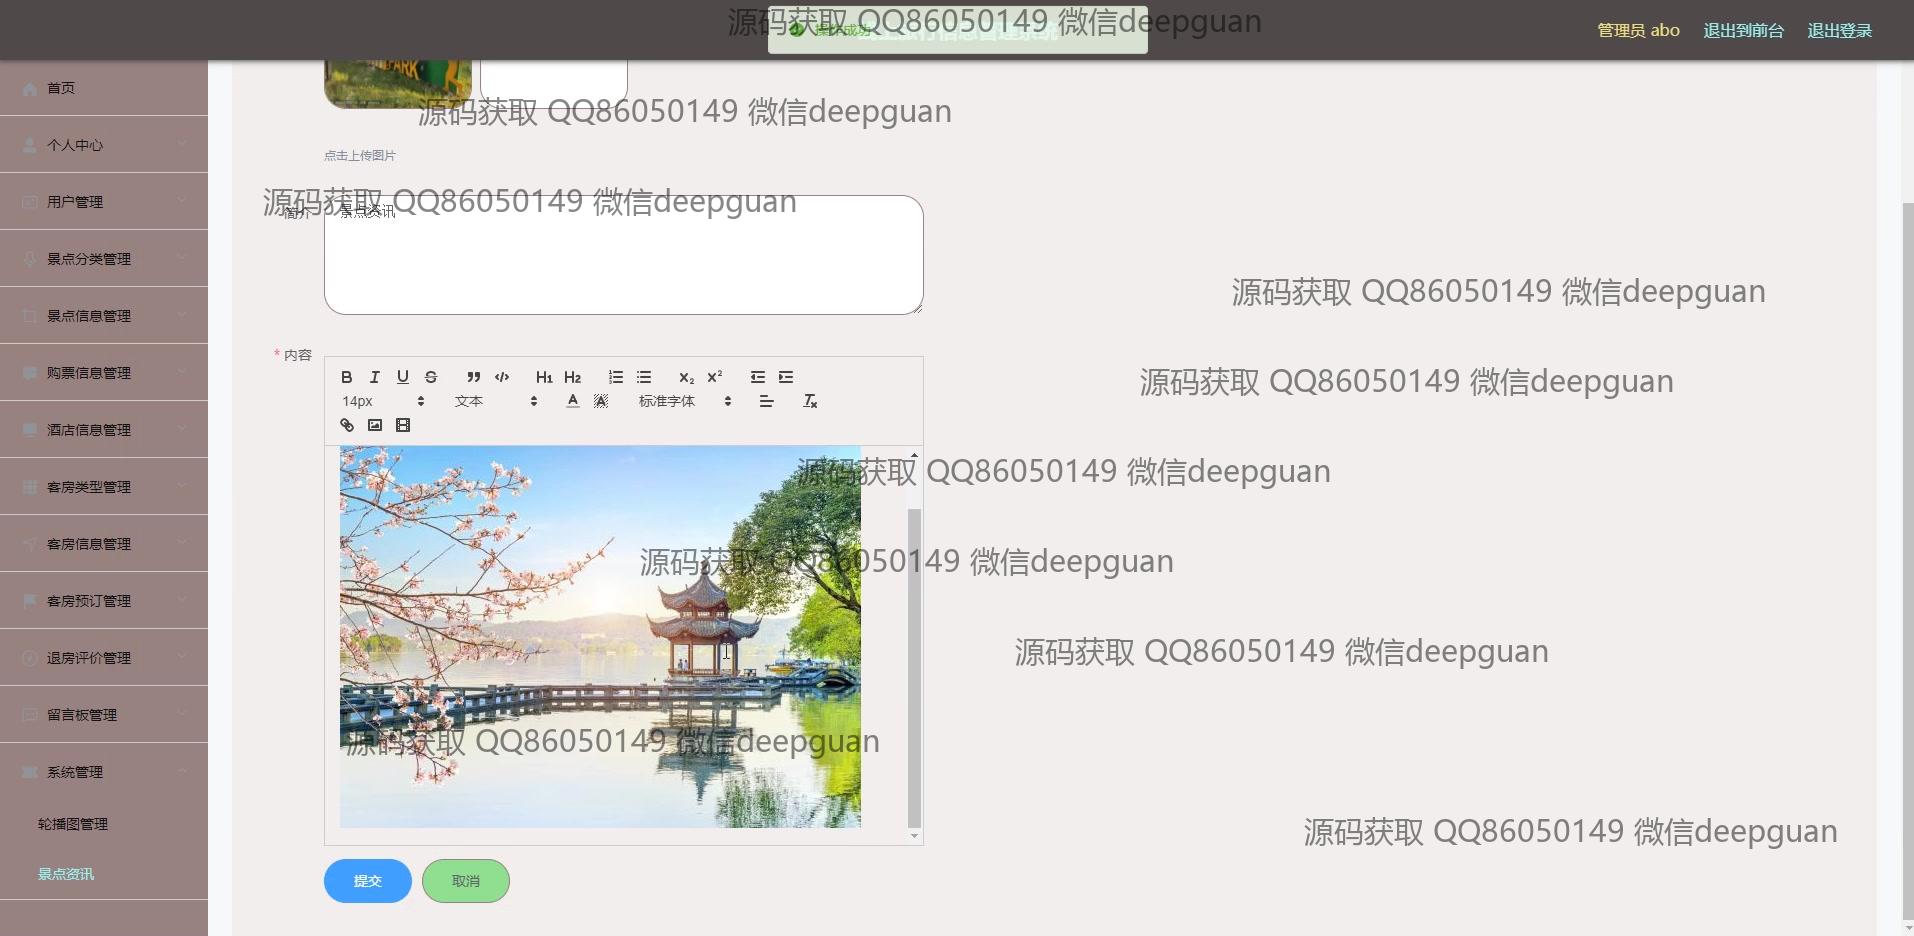 源码获取 QQ86050149 微信deepguan
操作成功
管理员 abo
退出到前台
退出登录
首页
个人中心
用户管理
景点分类管理
景点信息管理
购票信息管理
酒店信息管理
客房类型管理
客房信息管理
客房预订管理
退房评价管理
留言板管理
系统管理
轮播图管理
景点资讯
PARK
源码获取 QQ86050149 微信deepguan
点击上传图片
源码获取 QQ86050149 微信deepguan
简介
景点资讯
源码获取 QQ86050149 微信deepguan
* 内容
B I U S H1 H2 X2 X2
14px 文本 A A 标准字体 Tx
源码获取 QQ86050149 微信deepguan
源码获取 QQ86050149 微信deepguan
源码获取 QQ86050149 微信deepguan
源码获取 QQ86050149 微信deepguan
源码获取 QQ86050149 微信deepguan
源码获取 QQ86050149 微信deepguan
提交
取消